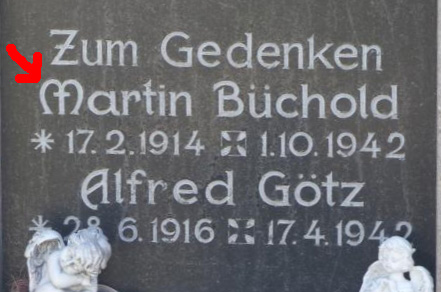 Zum Gedenken
Martin Büchold
* 17.2.1914 ✠ 1.10.1942
Alfred Götz
* 28.6.1916 ✠ 17.4.1942